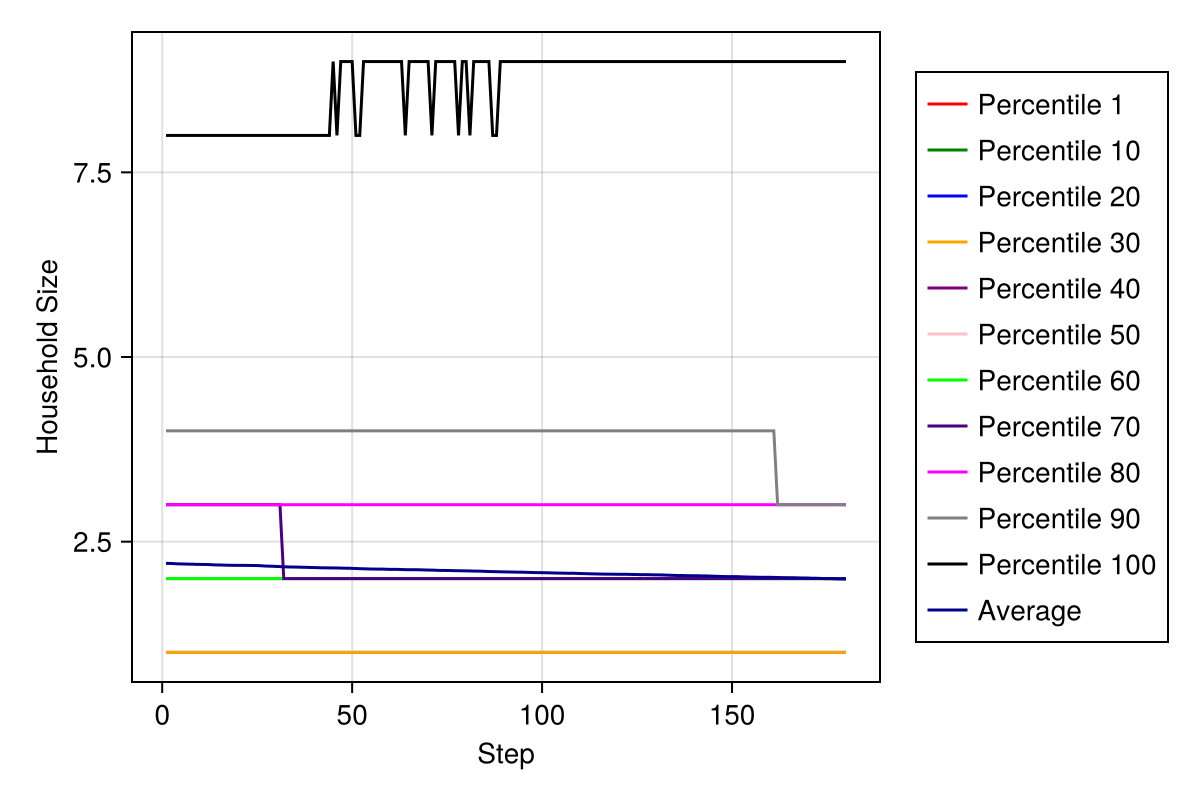 7.5
5.0
2.5
Household Size
0
50
100
150
Step
Percentile 1
Percentile 10
Percentile 20
Percentile 30
Percentile 40
Percentile 50
Percentile 60
Percentile 70
Percentile 80
Percentile 90
Percentile 100
Average